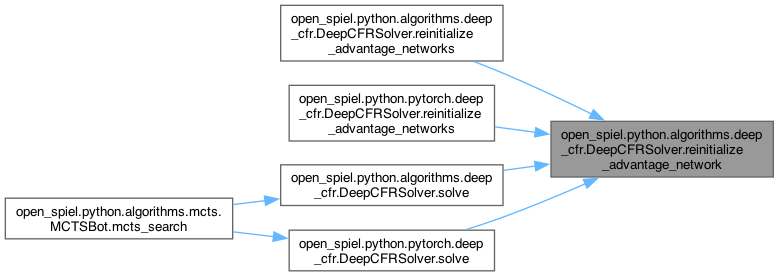 open_spiel.python.algorithms.deep
_cfr.DeepCFRSolver.reinitialize
_advantage_networks
open_spiel.python.pytorch.deep
_cfr.DeepCFRSolver.reinitialize
_advantage_networks
open_spiel.python.algorithms.deep
_cfr.DeepCFRSolver.reinitialize
_advantage_network
open_spiel.python.algorithms.deep
_cfr.DeepCFRSolver.solve
open_spiel.python.algorithms.mcts.
MCTSBot.mcts_search
open_spiel.python.pytorch.deep
_cfr.DeepCFRSolver.solve